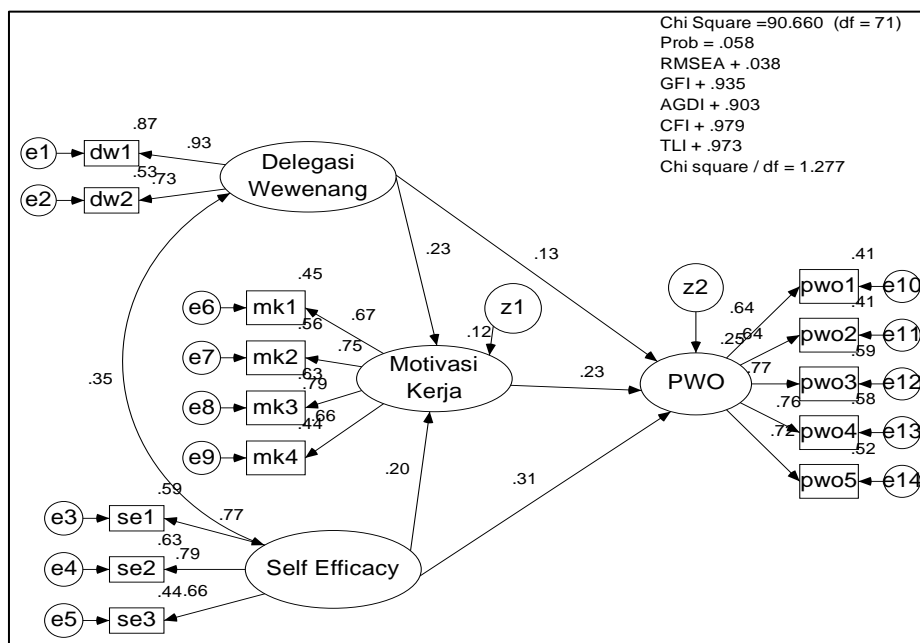 Chi Square =90.660 (df = 71)
Prob = .058
RMSEA + .038
GFI + .935
AGDI + .903
CFI + .979
TLI + .973
Chi square / df = 1.277
.87
e1 dw1 .93
.53 .73
e2 dw2
Delegasi
Wewenang
.23
.13
.35
.45
e6 mk1 .67
.56
e7 mk2 .75
.63 .79
e8 mk3
.44 .66
e9 mk4
z1
.12
Motivasi
Kerja
.23
z2
.25
PWO
.41
.64 pwo1 e10
.41
.64 pwo2 e11
.59
.77 pwo3 e12
.58
.76 pwo4 e13
.52
.72 pwo5 e14
.20
.31
.59
e3 se1 .77
.63
e4 se2 .79
.44 .66
e5 se3
Self Efficacy